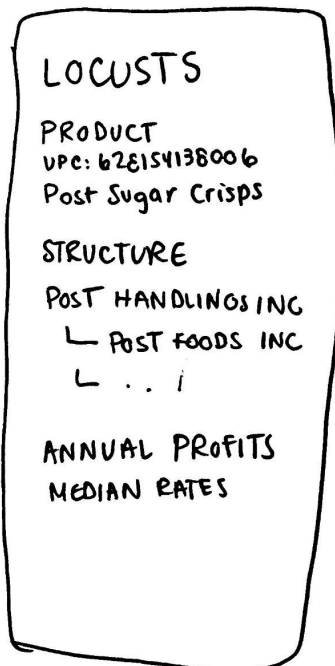 LOCUSTS
PRODUCT
UPC: 628154138006
Post Sugar Crisps
STRUCTURE
POST HANDLINGS INC
POST FOODS INC
. . i
ANNUAL PROFITS
MEDIAN RATES